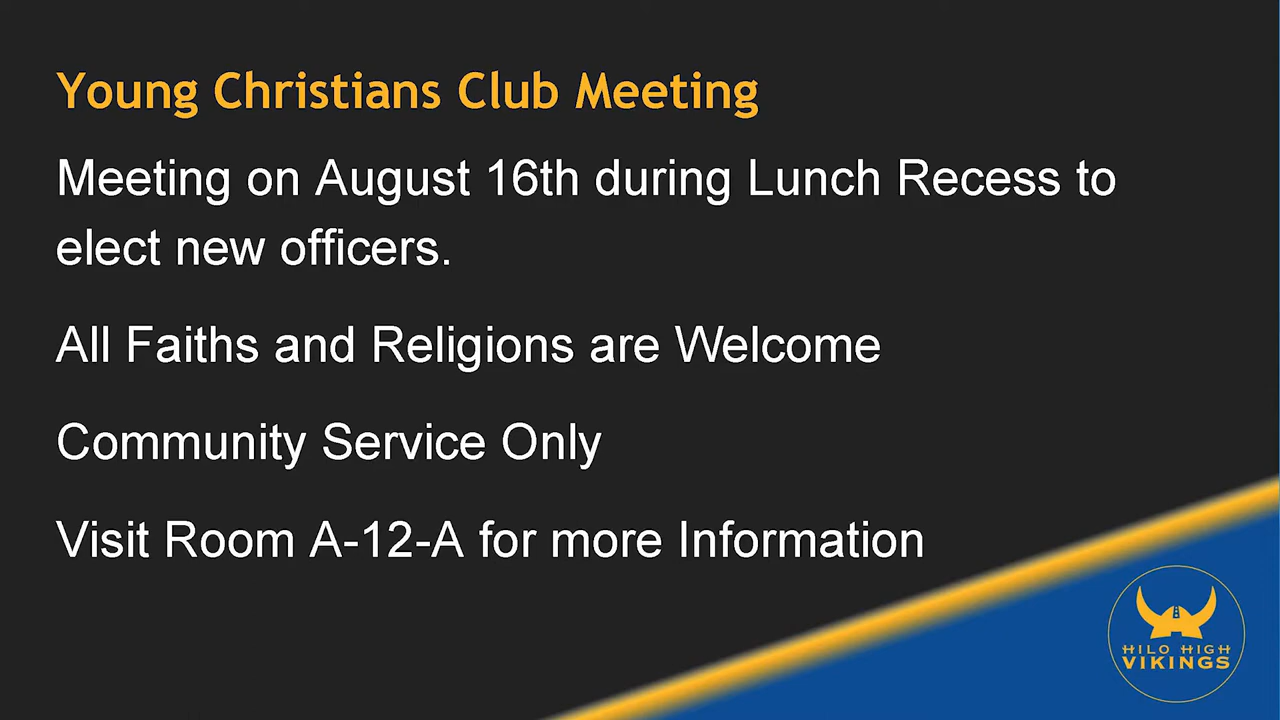 Young Christians Club Meeting
Meeting on August 16th during Lunch Recess to
elect new officers.
All Faiths and Religions are Welcome
Community Service Only
Visit Room A-12-A for more Information
HILO HIGH
VIKINGS